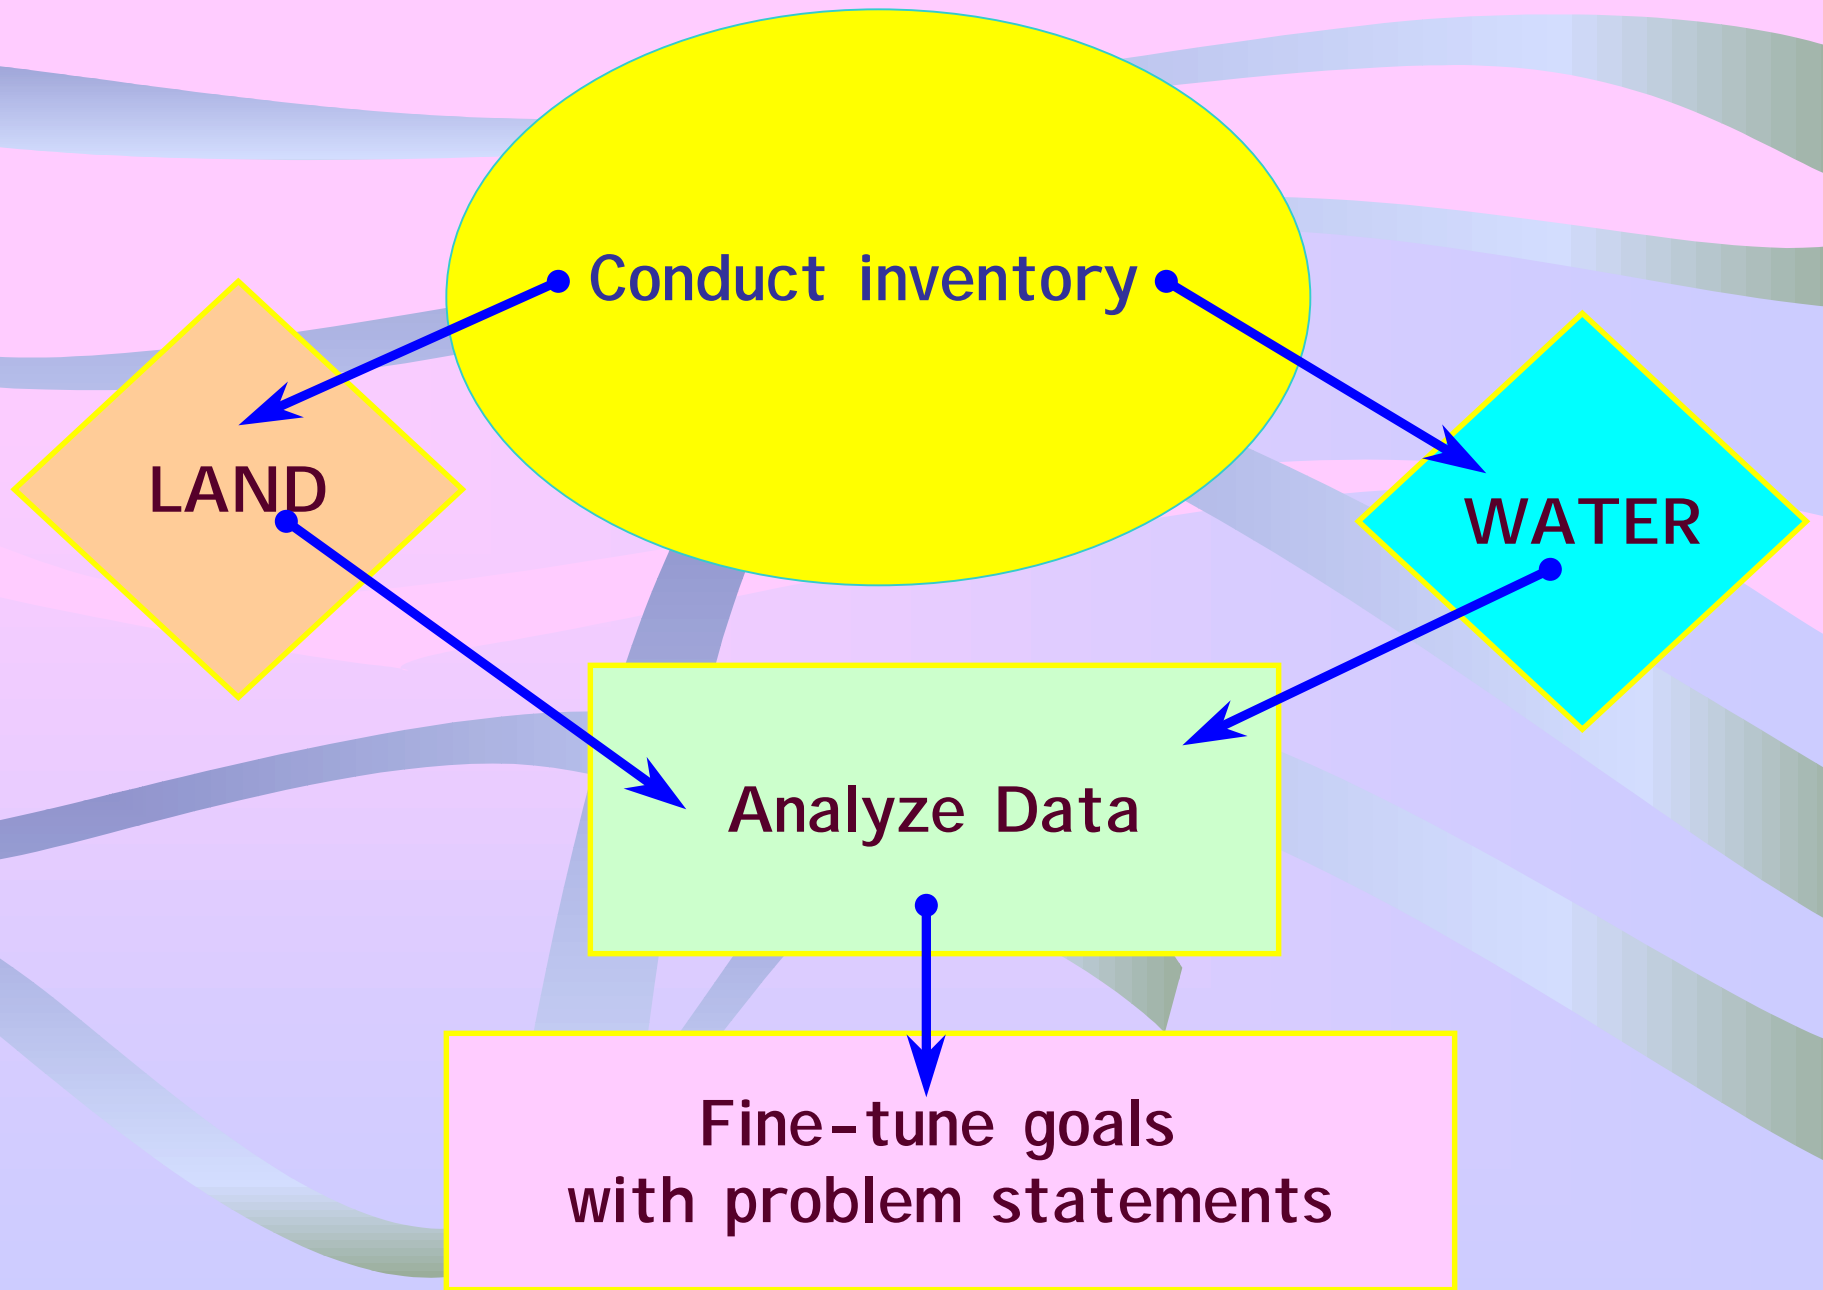 Conduct inventory
LAND
WATER
Analyze Data
Fine-tune goals
with problem statements